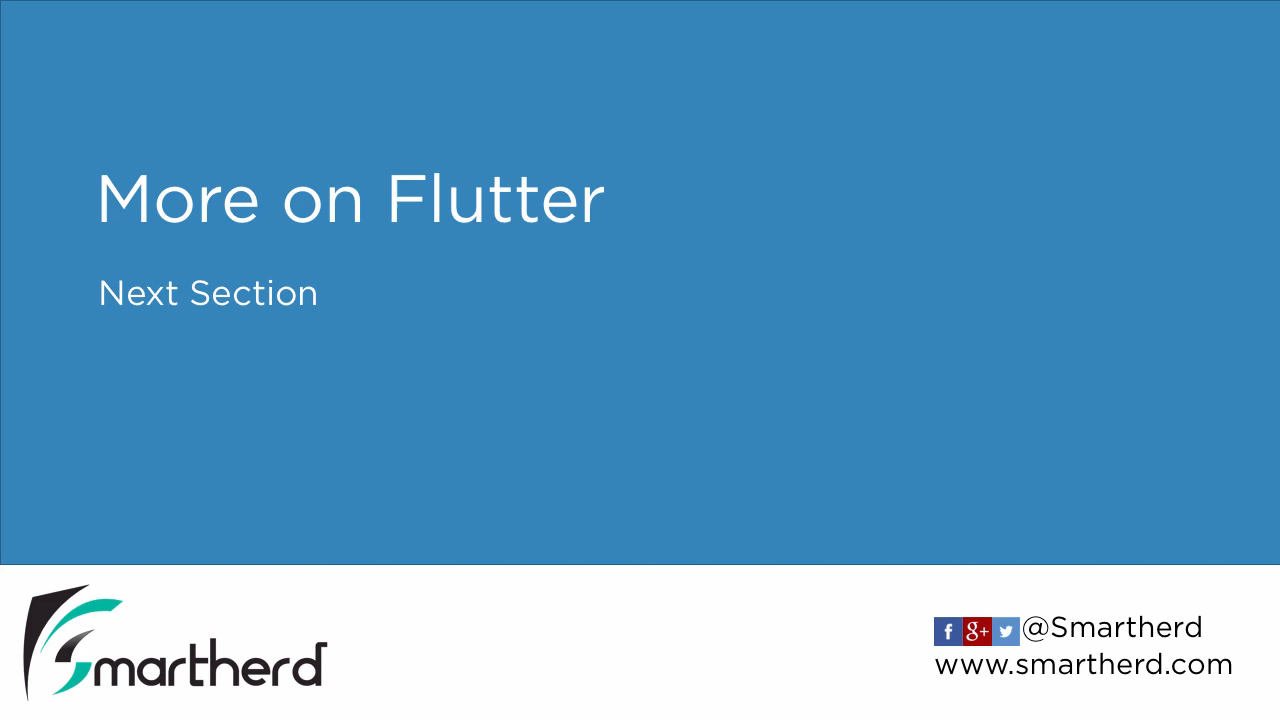 More on Flutter
Next Section
Smartherd
f g+ @Smartherd
www.smartherd.com